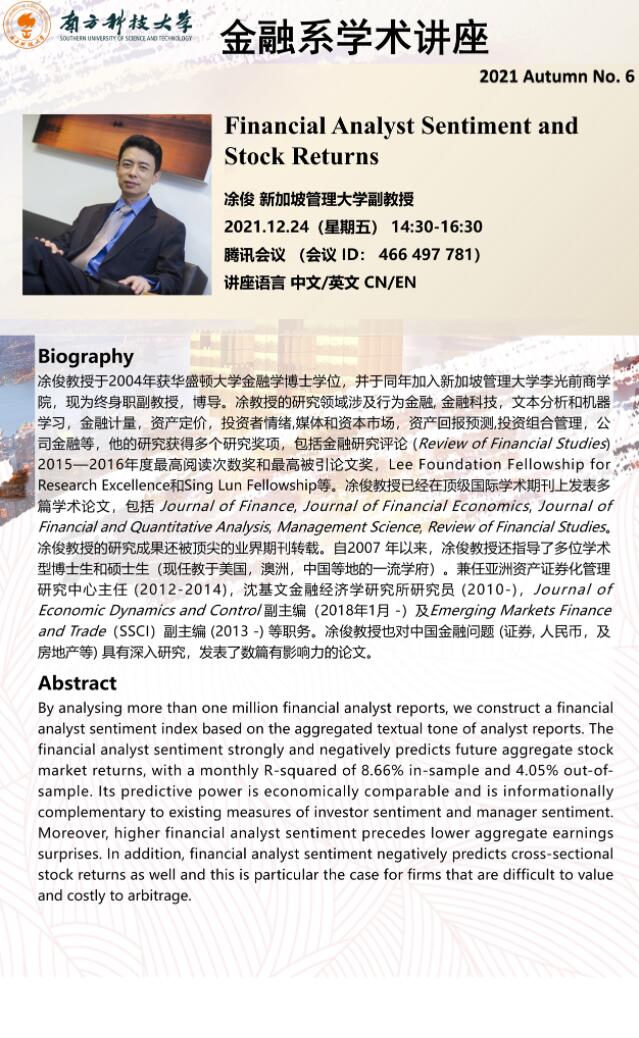 南方科技大学
SOUTHERN UNIVERSITY OF SCIENCE AND TECHNOLOGY
金融系学术讲座
2021 Autumn No. 6
Financial Analyst Sentiment and
Stock Returns
凃俊 新加坡管理大学副教授
2021.12.24（星期五） 14:30-16:30
腾讯会议 （会议 ID： 466 497 781）
讲座语言 中文/英文 CN/EN
Biography
凃俊教授于2004年获华盛顿大学金融学博士学位，并于同年加入新加坡管理大学李光前商学
院，现为终身职副教授，博导。凃教授的研究领域涉及行为金融, 金融科技，文本分析和机器
学习，金融计量，资产定价，投资者情绪,媒体和资本市场，资产回报预测,投资组合管理，公
司金融等，他的研究获得多个研究奖项，包括金融研究评论 (Review of Financial Studies)
2015—2016年度最高阅读次数奖和最高被引论文奖，Lee Foundation Fellowship for
Research Excellence和Sing Lun Fellowship等。凃俊教授已经在顶级国际学术期刊上发表多
篇学术论文，包括 Journal of Finance, Journal of Financial Economics, Journal of
Financial and Quantitative Analysis, Management Science, Review of Financial Studies。
凃俊教授的研究成果还被顶尖的业界期刊转载。自2007 年以来，凃俊教授还指导了多位学术
型博士生和硕士生（现任教于美国，澳洲，中国等地的一流学府）。兼任亚洲资产证券化管理
研究中心主任 (2012-2014)，沈基文金融经济学研究所研究员 (2010-)，Journal of
Economic Dynamics and Control 副主编（2018年1月 -）及Emerging Markets Finance
and Trade（SSCI）副主编 (2013 -) 等职务。凃俊教授也对中国金融问题 (证券, 人民币，及
房地产等) 具有深入研究，发表了数篇有影响力的论文。
Abstract
By analysing more than one million financial analyst reports, we construct a financial
analyst sentiment index based on the aggregated textual tone of analyst reports. The
financial analyst sentiment strongly and negatively predicts future aggregate stock
market returns, with a monthly R-squared of 8.66% in-sample and 4.05% out-of-
sample. Its predictive power is economically comparable and is informationally
complementary to existing measures of investor sentiment and manager sentiment.
Moreover, higher financial analyst sentiment precedes lower aggregate earnings
surprises. In addition, financial analyst sentiment negatively predicts cross-sectional
stock returns as well and this is particular the case for firms that are difficult to value
and costly to arbitrage.